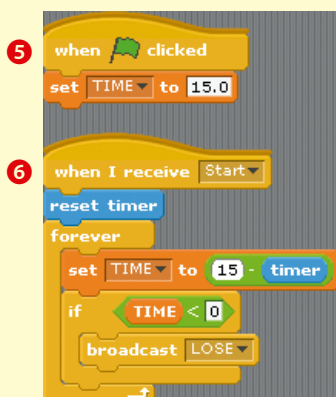 5
when clicked
set TIME to 15.0
6
when I receive Start
reset timer
forever
set TIME to 15 - timer
if TIME < 0
broadcast LOSE